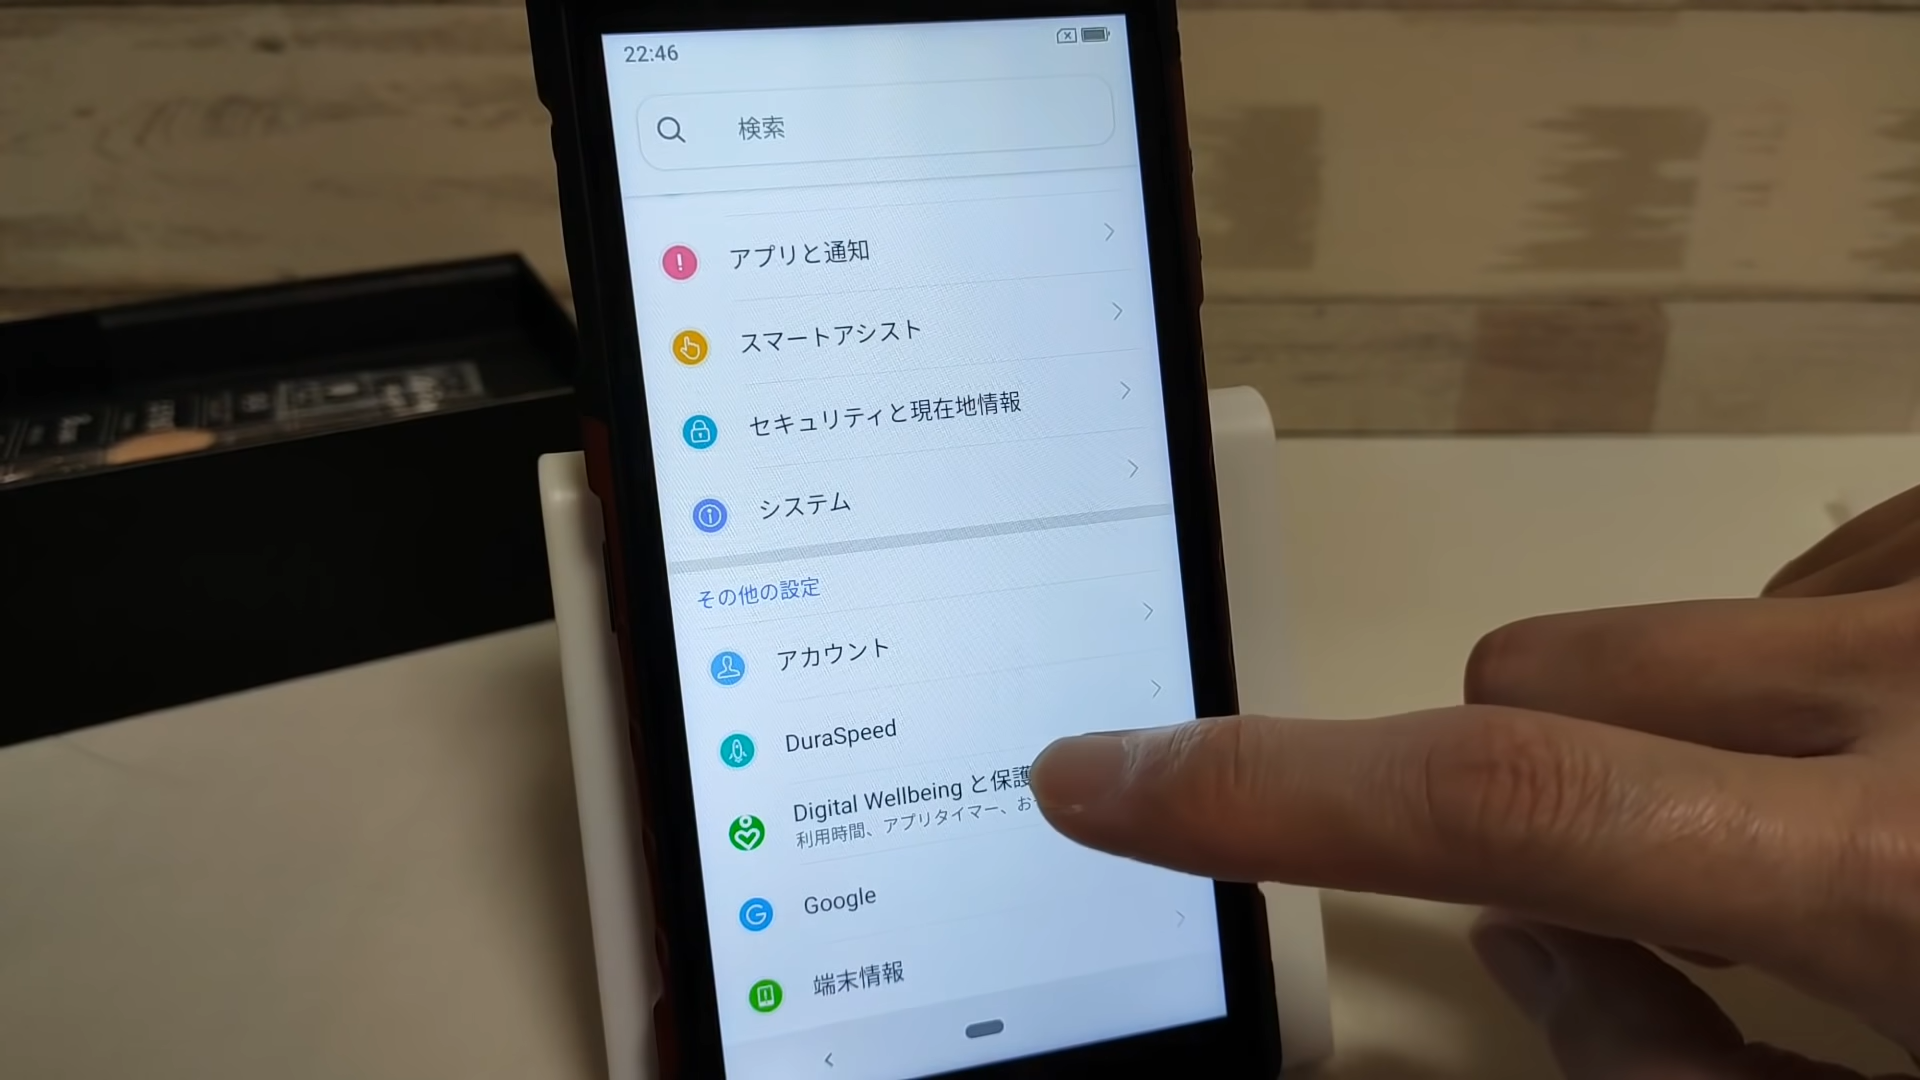 22:46
検索
アプリと通知
スマートアシスト
セキュリティと現在地情報
システム
その他の設定
アカウント
DuraSpeed
Digital Wellbeing と保護
利用時間、アプリタイマー、お
Google
端末情報